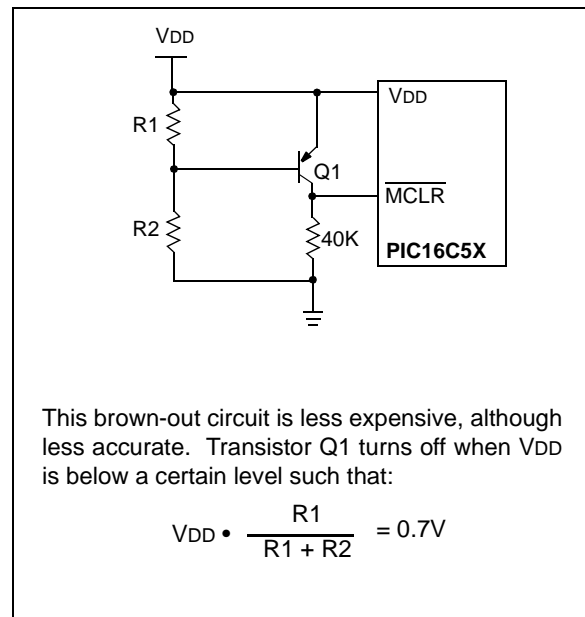 VDD
VDD
R1
Q1
MCLR
R2
40K
PIC16C5X
This brown-out circuit is less expensive, although
less accurate. Transistor Q1 turns off when VDD
is below a certain level such that:
R1
VDD • = 0.7V
R1 + R2